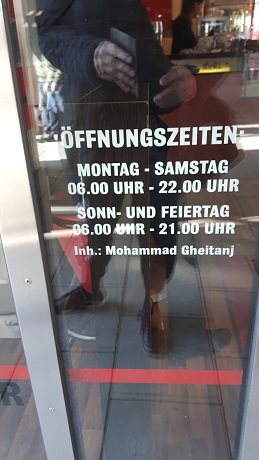 ÖFFNUNGSZEITEN:
MONTAG - SAMSTAG
06.00 UHR - 22.00 UHR
SONN- UND FEIERTAG
06.00 UHR - 21.00 UHR
Inh.: Mohammad Gheitanj